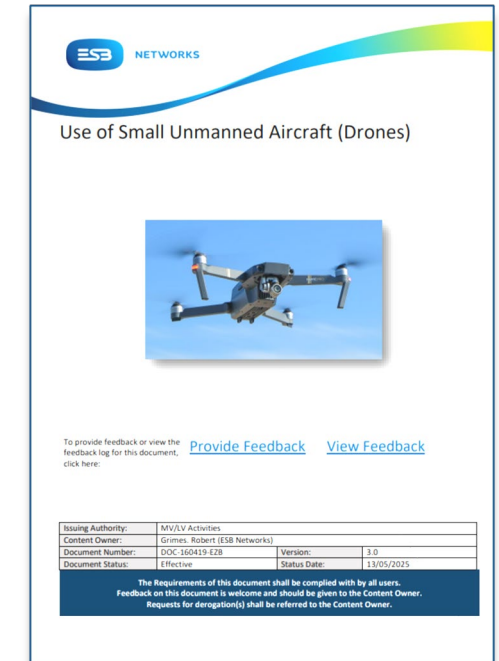 ESB NETWORKS
Use of Small Unmanned Aircraft (Drones)
To provide feedback or view the
feedback log for this document,
click here:
Provide Feedback View Feedback
Issuing Authority: MV/LV Activities
Content Owner: Grimes. Robert (ESB Networks)
Document Number: DOC-160419-EZB Version: 3.0
Document Status: Effective Status Date: 13/05/2025
The Requirements of this document shall be complied with by all users.
Feedback on this document is welcome and should be given to the Content Owner.
Requests for derogation(s) shall be referred to the Content Owner.